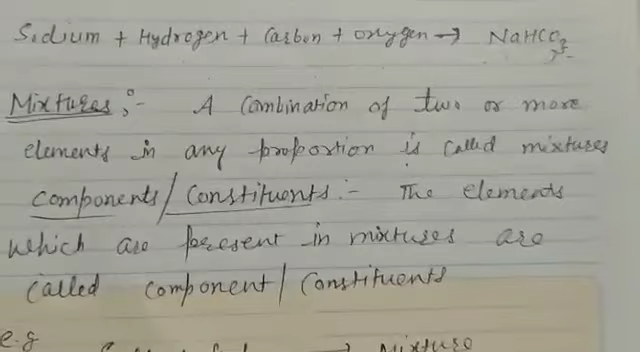 Sodium + Hydrogen + Carbon + oxygen → NaHCO3
Mixtures :- A Combination of two or more
elements in any proportion is called mixtures
Components/Constituents :- The elements
which are present in mixtures are
called component/Constituents
e.g
→ Mixture